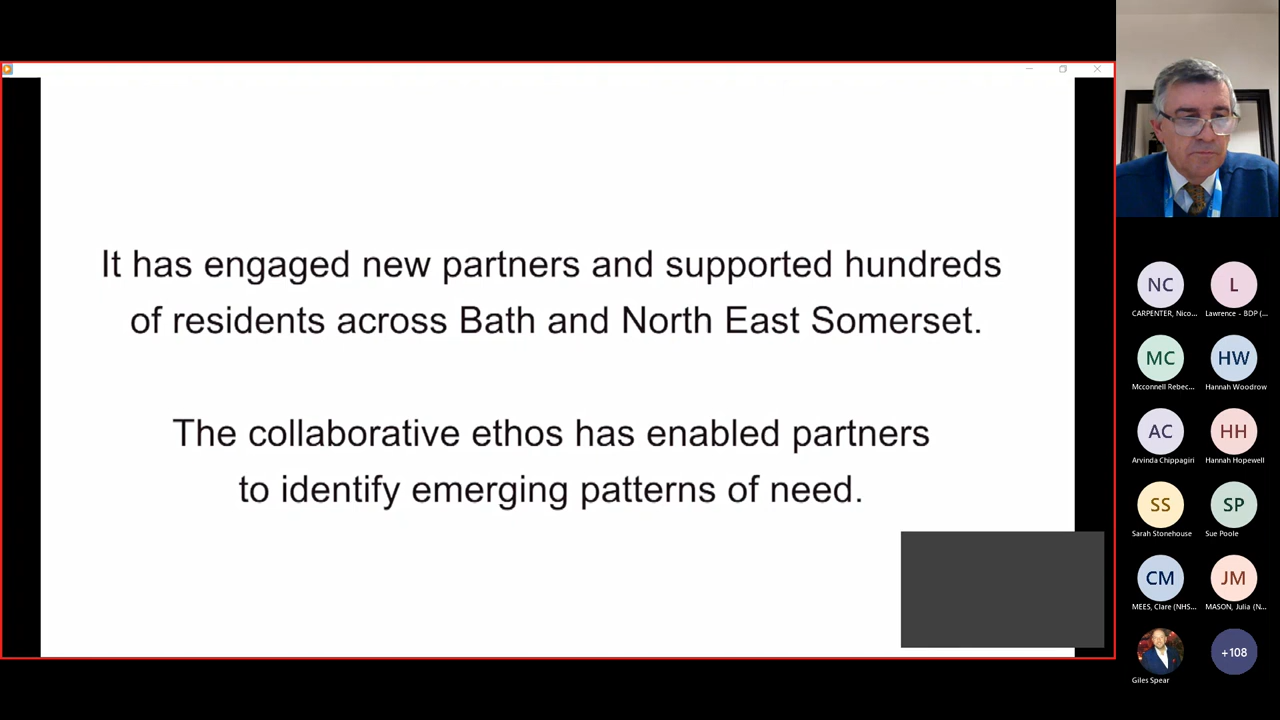 It has engaged new partners and supported hundreds
of residents across Bath and North East Somerset.
The collaborative ethos has enabled partners
to identify emerging patterns of need.
NC
L
CARPENTER, Nico...
Lawrence - BDP (...
MC
HW
Mcconnell Rebec...
Hannah Woodrow
AC
HH
Arvinda Chippagiri
Hannah Hopewell
SS
SP
Sarah Stonehouse
Sue Poole
CM
JM
MEES, Clare (NHS...
MASON, Julia (N...
+108
Giles Spear